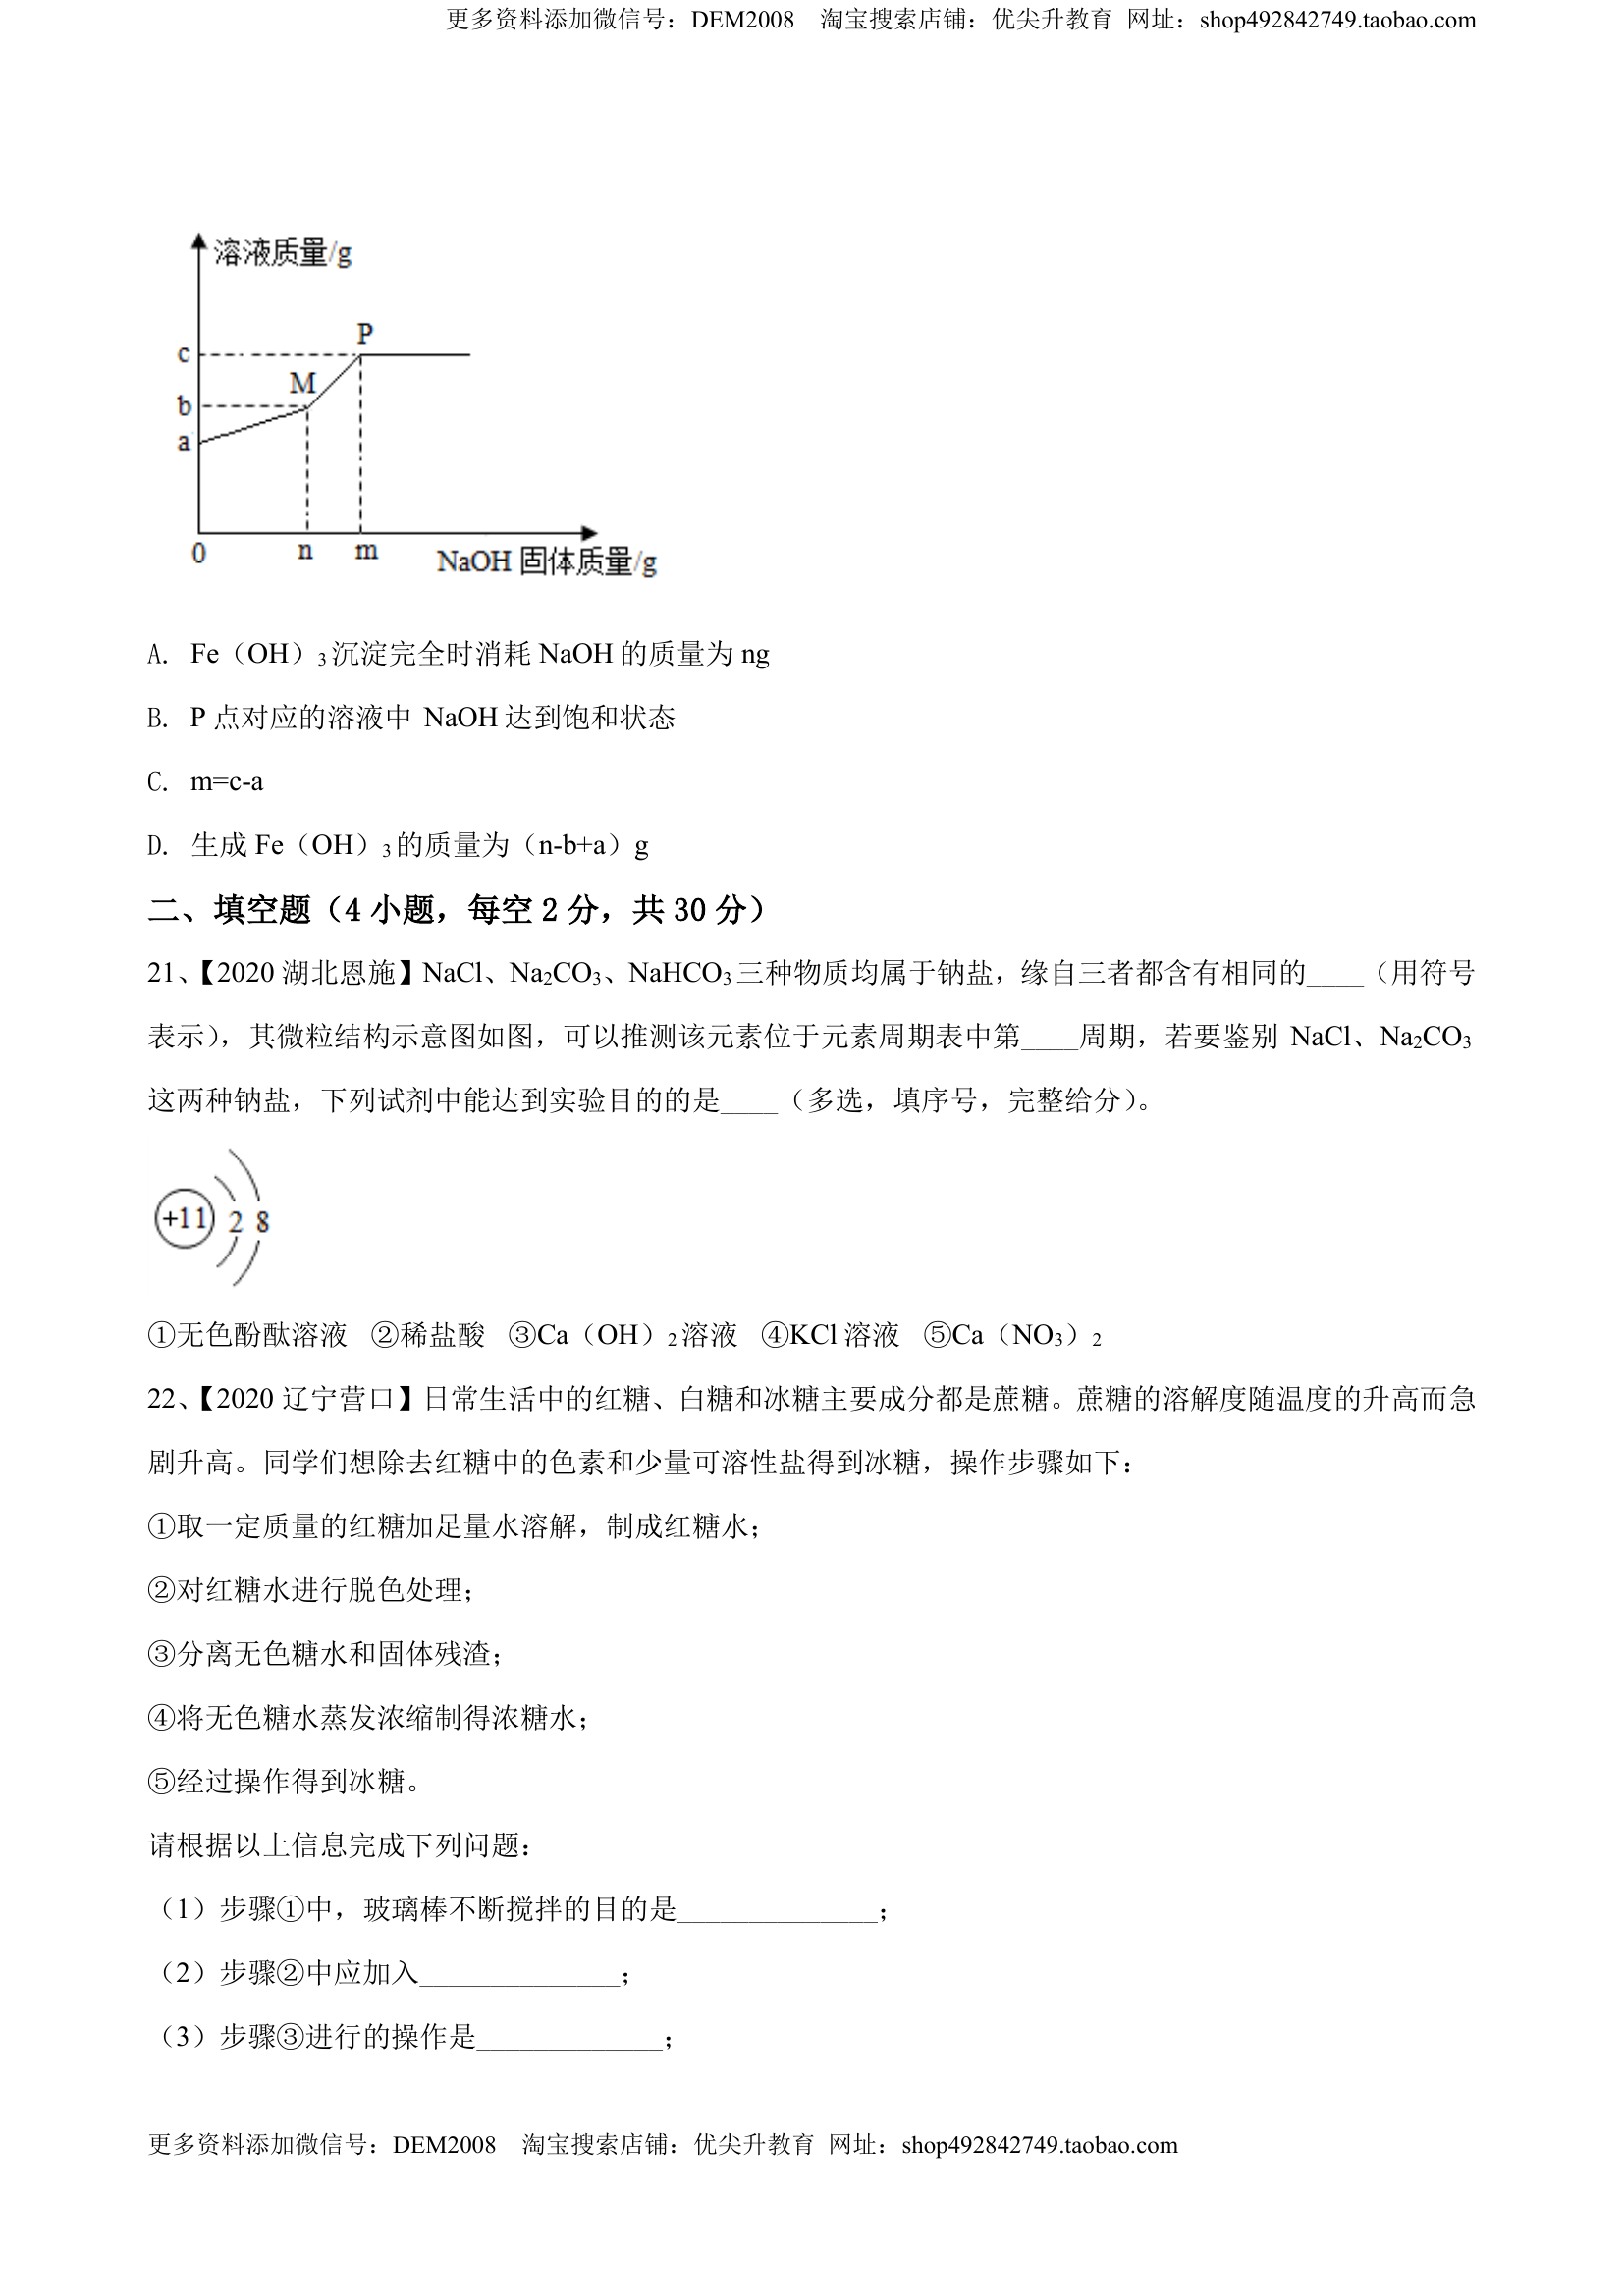 更多资料添加微信号：DEM2008 淘宝搜索店铺：优尖升教育 网址：shop492842749.taobao.com
溶液质量/g
P
c
M
b
a
0 n m
NaOH 固体质量/g
A. Fe（OH）₃沉淀完全时消耗 NaOH 的质量为 ng
B. P 点对应的溶液中 NaOH 达到饱和状态
C. m=c-a
D. 生成 Fe（OH）₃的质量为（n-b+a）g
二、填空题（4 小题，每空 2 分，共 30 分）
21、【2020 湖北恩施】NaCl、Na₂CO₃、NaHCO₃三种物质均属于钠盐，缘自三者都含有相同的____（用符号
表示），其微粒结构示意图如图，可以推测该元素位于元素周期表中第____周期，若要鉴别 NaCl、Na₂CO₃
这两种钠盐，下列试剂中能达到实验目的的是____（多选，填序号，完整给分）。
+11 2 8
①无色酚酞溶液 ②稀盐酸 ③Ca（OH）₂溶液 ④KCl 溶液 ⑤Ca（NO₃）₂
22、【2020 辽宁营口】日常生活中的红糖、白糖和冰糖主要成分都是蔗糖。蔗糖的溶解度随温度的升高而急
剧升高。同学们想除去红糖中的色素和少量可溶性盐得到冰糖，操作步骤如下：
①取一定质量的红糖加足量水溶解，制成红糖水；
②对红糖水进行脱色处理；
③分离无色糖水和固体残渣；
④将无色糖水蒸发浓缩制得浓糖水；
⑤经过操作得到冰糖。
请根据以上信息完成下列问题：
（1）步骤①中，玻璃棒不断搅拌的目的是______________；
（2）步骤②中应加入______________；
（3）步骤③进行的操作是_____________；
更多资料添加微信号：DEM2008 淘宝搜索店铺：优尖升教育 网址：shop492842749.taobao.com